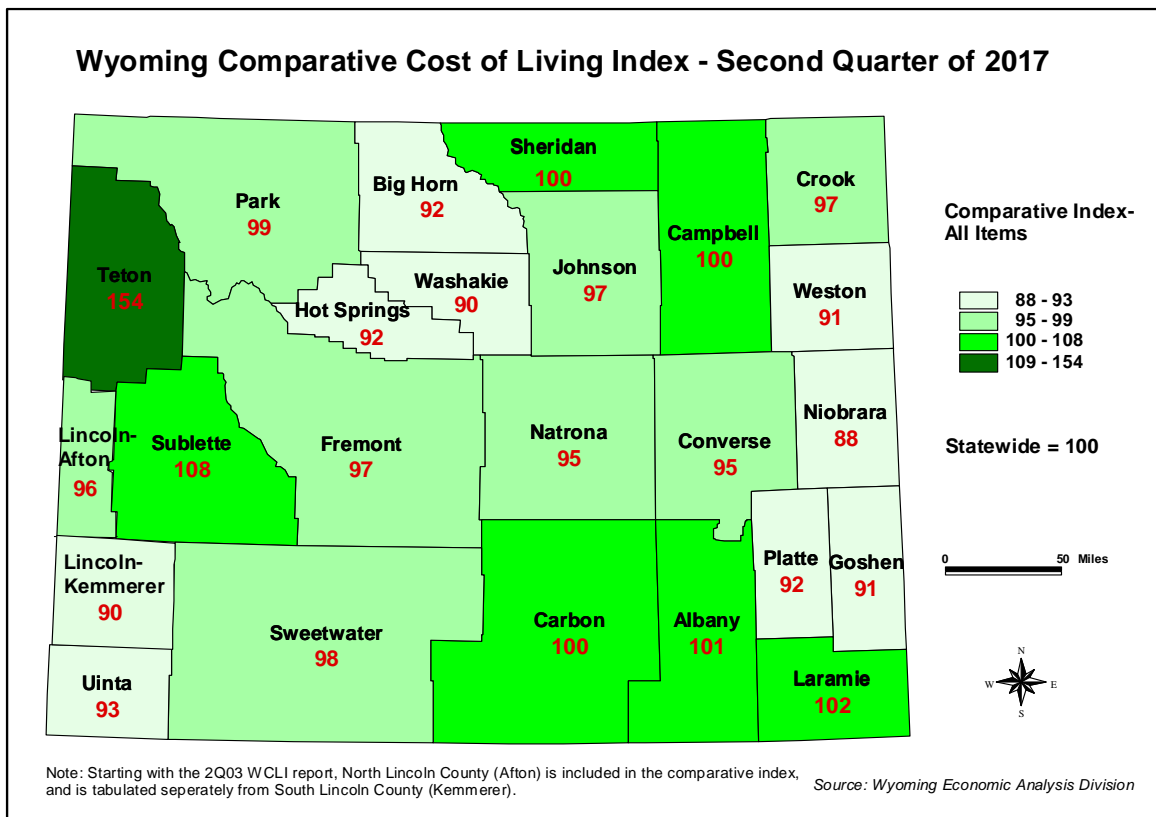 Wyoming Comparative Cost of Living Index - Second Quarter of 2017
Sheridan
100
Big Horn
92
Park
99
Crook
97
Campbell
100
Teton
154
Washakie
90
Johnson
97
Hot Springs
92
Weston
91
Niobrara
88
Lincoln-
Afton
96
Sublette
108
Fremont
97
Natrona
95
Converse
95
Lincoln-
Kemmerer
90
Platte
92
Goshen
91
Sweetwater
98
Carbon
100
Albany
101
Uinta
93
Laramie
102
Comparative Index-
All Items
88 - 93
95 - 99
100 - 108
109 - 154
Statewide = 100
0 50 Miles
N
W E
S
Note: Starting with the 2Q03 WCLI report, North Lincoln County (Afton) is included in the comparative index,
and is tabulated seperately from South Lincoln County (Kemmerer).
Source: Wyoming Economic Analysis Division